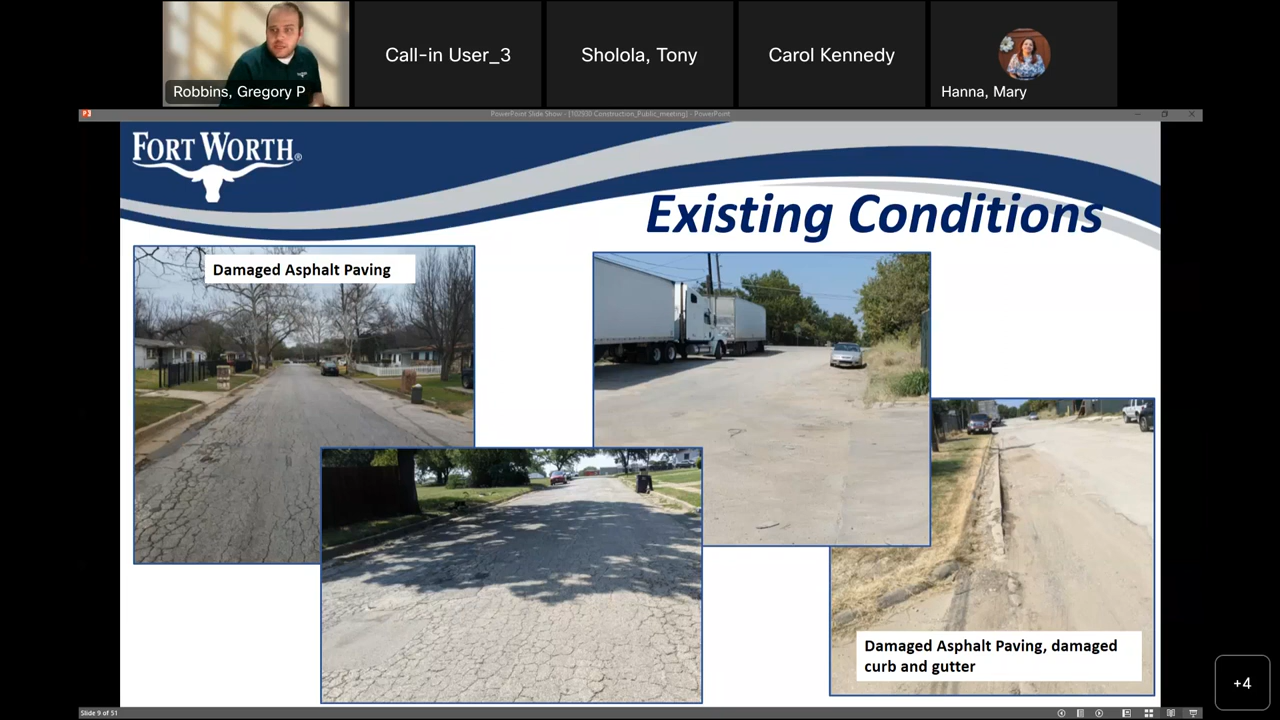 Robbins, Gregory P
Call-in User_3
Sholola, Tony
Carol Kennedy
Hanna, Mary
PowerPoint Slide Show - [102930 Construction_Public_meeting] - PowerPoint
FORT WORTH®
Existing Conditions
Damaged Asphalt Paving
Damaged Asphalt Paving, damaged
curb and gutter
+4
Slide 9 of 51